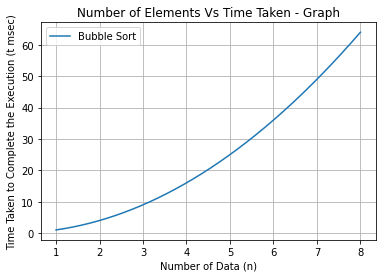 Number of Elements Vs Time Taken - Graph
Bubble Sort
Time Taken to Complete the Execution (t msec)
60
50
40
30
20
10
0
1 2 3 4 5 6 7 8
Number of Data (n)